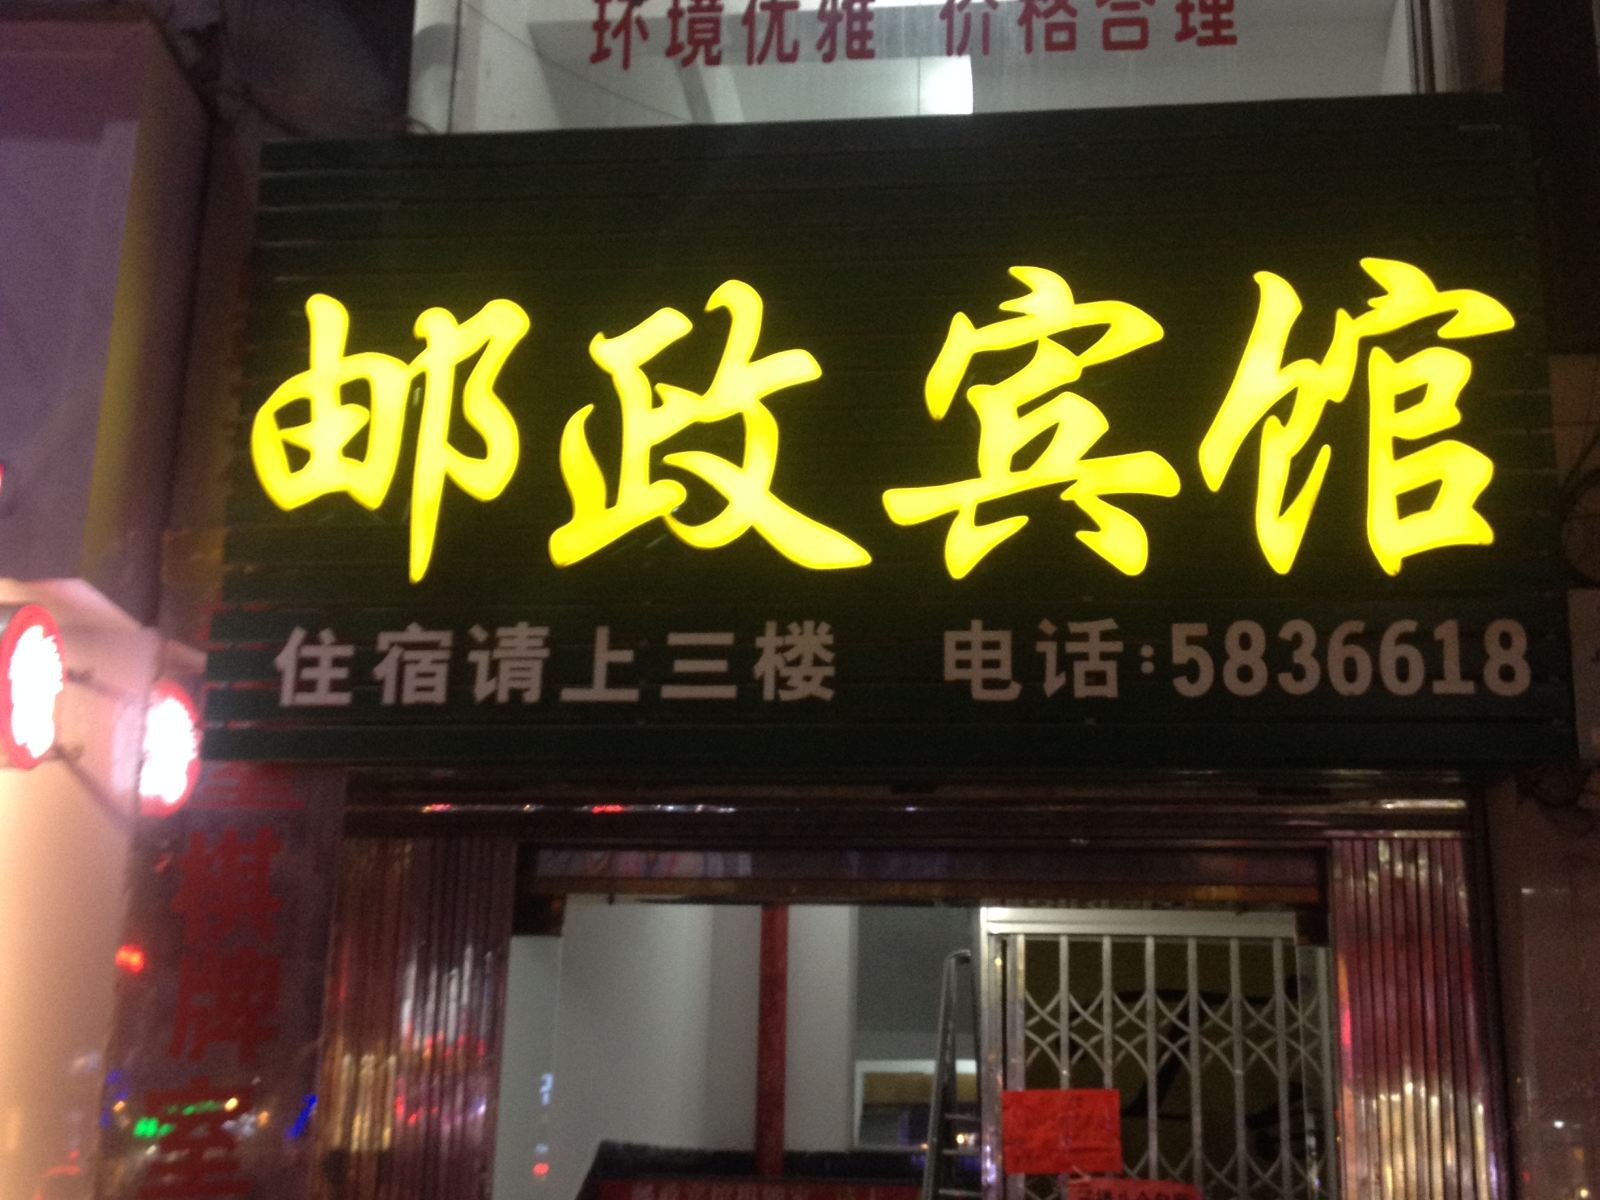 环境优雅 价格合理
邮政宾馆
住宿请上三楼 电话:5836618
棋牌室